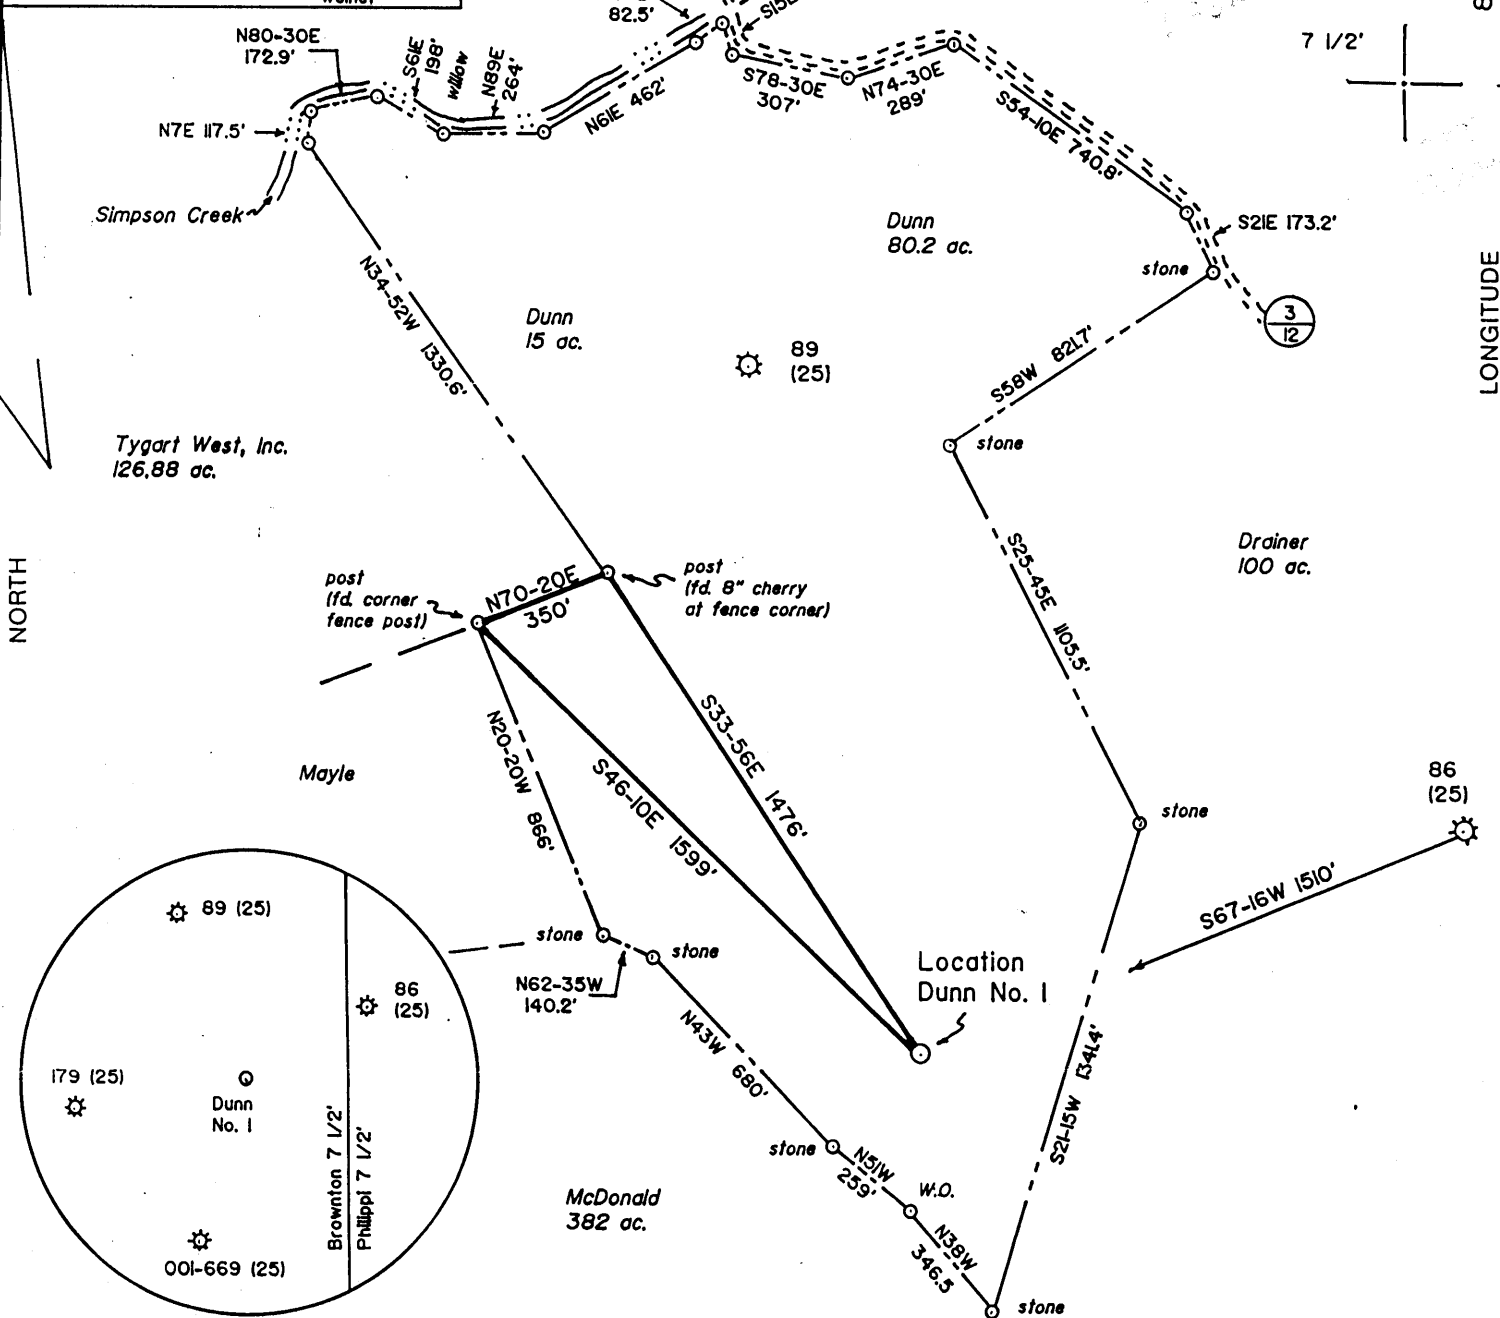 82.5'
7 1/2'
N80-30E
172.9'
S61E
198'
willow
N89E
264'
N7E 117.5'
N61E 462'
S78-30E
307'
N74-30E
289'
S54-10E 740.8'
Simpson Creek
Dunn
80.2 ac.
S21E 173.2'
stone
3
12
LONGITUDE
N34-52W 1330.6'
Dunn
15 ac.
89
(25)
S58W 821.7'
stone
Tygart West, Inc.
126.88 ac.
Drainer
100 ac.
S25-45E 1105.5'
NORTH
post
(fd. corner
fence post)
N70-20E
350'
post
(fd. 8" cherry
at fence corner)
N20-20W 866'
S33-56E 1476'
S46-10E 1599'
Mayle
86
(25)
stone
S67-16W 1510'
stone
stone
N62-35W
140.2'
Location
Dunn No. 1
N43W 680'
S21-15W 1341.4'
stone
N51W
259'
W.O.
N38W
346.5
stone
McDonald
382 ac.
89 (25)
86
(25)
179 (25)
Dunn
No. 1
Brownton 7 1/2'
Philippi 7 1/2'
001-669 (25)